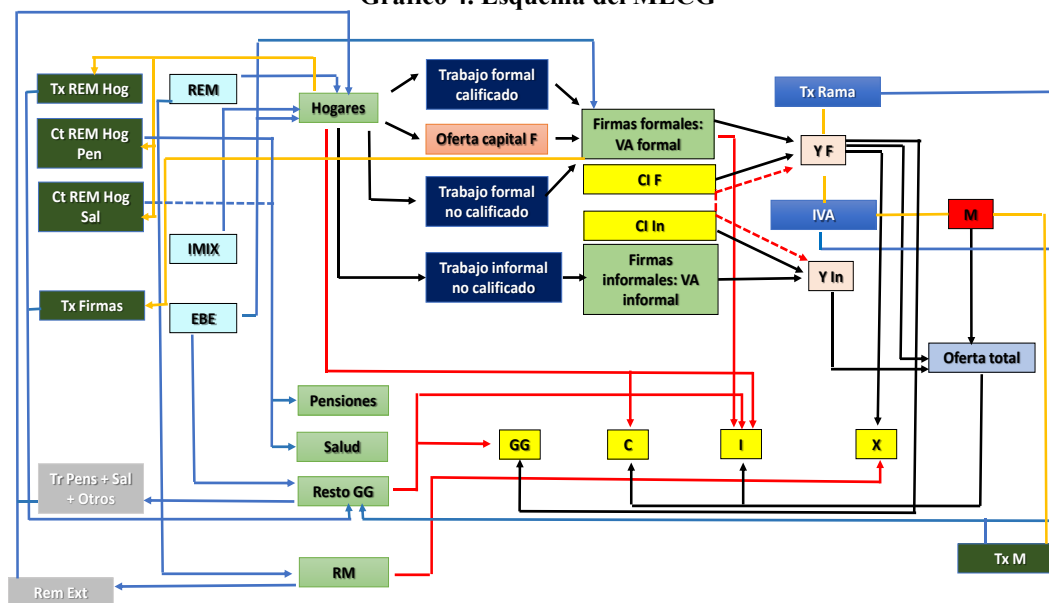 Gráfico 4. Esquema del MECG
Tx REM Hog
Ct REM Hog
Pen
Ct REM Hog
Sal
Tx Firmas
REM
IMIX
EBE
Hogares
Trabajo formal
calificado
Oferta capital F
Trabajo formal
no calificado
Trabajo informal
no calificado
Firmas formales:
VA formal
CI F
CI In
Firmas
informales: VA
informal
Tx Rama
Y F
IVA
M
Y In
Oferta total
Pensiones
Salud
Resto GG
RM
GG
C
I
X
Tr Pens + Sal
+ Otros
Rem Ext
Tx M